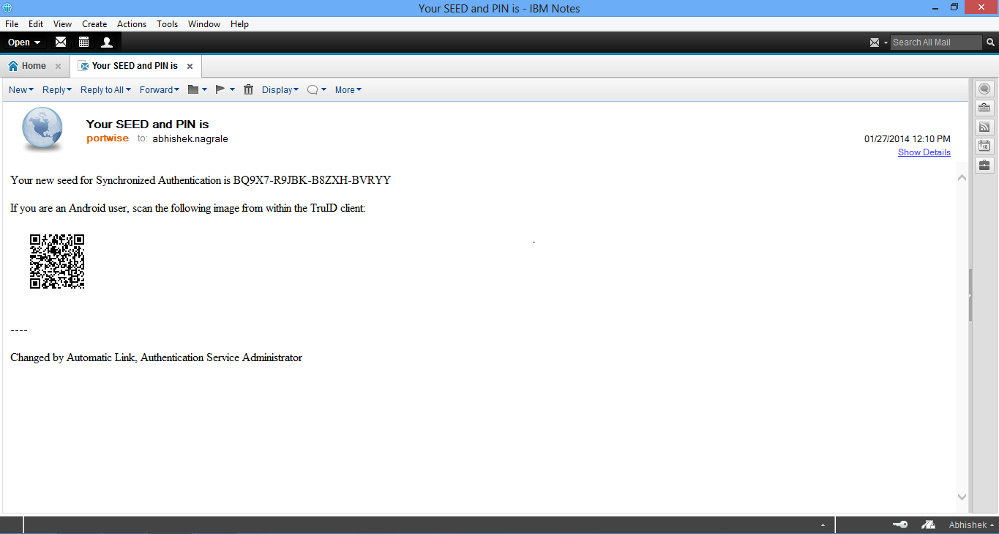 Your SEED and PIN is - IBM Notes
File Edit View Create Actions Tools Window Help
Open Search All Mail
Home Your SEED and PIN is
New Reply Reply to All Forward Display More
Your SEED and PIN is
portwise to: abhishek.nagrale 01/27/2014 12:10 PM
Show Details
Your new seed for Synchronized Authentication is BQ9X7-R9JBK-B8ZXH-BVRYY
If you are an Android user, scan the following image from within the TruID client:
18
----
Changed by Automatic Link, Authentication Service Administrator
Abhishek